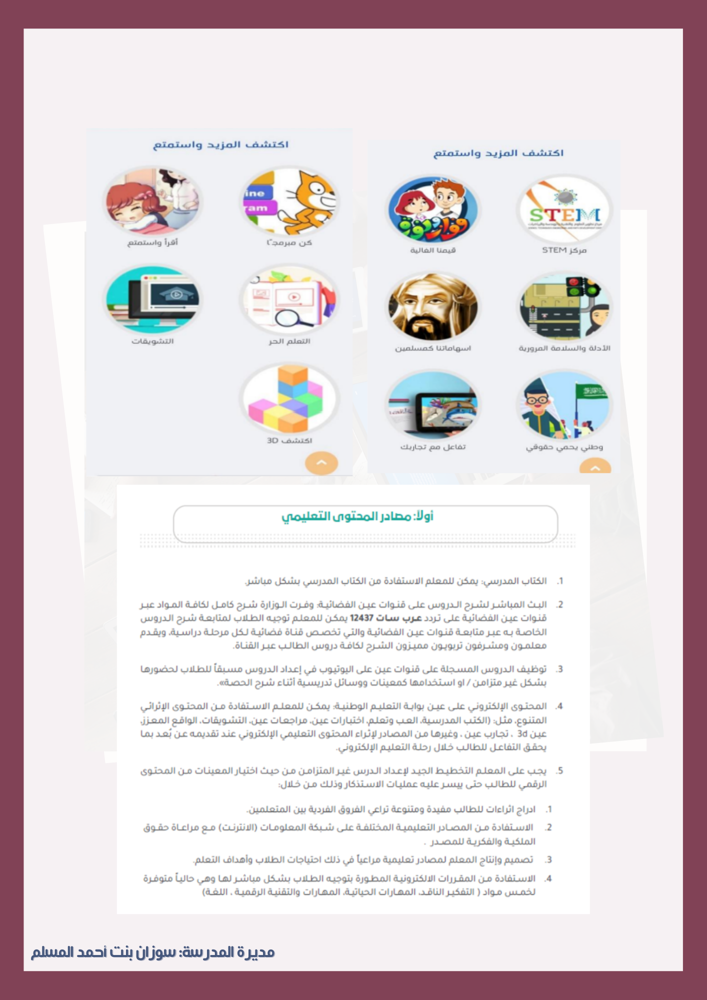 اكتشف المزيد واستمتع
STEM
مركز STEM
وفوازنورة
قيمنا الغالية
الأدلة والسلامة المرورية
اسهاماتنا كمسلمين
وطني يحمي حقوقي
تفاعل مع تجاربك
اكتشف المزيد واستمتع
ine
ram
كن مبرمجًا
أقرأ واستمتع
التعلم الحر
التشويقات
اكتشف 3D
أولاً: مصادر المحتوى التعليمي
1. الكتاب المدرسي: يمكن للمعلم الاستفادة من الكتاب المدرسي بشكل مباشر.
2. البث المباشر لشرح الدروس على قنوات عين الفضائية: وفرت الوزارة شرح كامل لكافة المواد عبر
قنوات عين الفضائية على تردد عرب سات 12437 يمكن للمعلم توجيه الطلاب لمتابعة شرح الدروس
الخاصة به عبر متابعة قنوات عين الفضائية والتي تخصص قناة فضائية لكل مرحلة دراسية، ويقدم
معلمون ومشرفون تربويون مميزون الشرح لكافة دروس الطالب عبر القناة.
3. توظيف الدروس المسجلة على قنوات عين على اليوتيوب في إعداد الدروس مسبقاً للطلاب لحضورها
بشكل غير متزامن / او استخدامها كمعينات ووسائل تدريسية أثناء شرح الحصة».
4. المحتوى الإلكتروني على عين بوابة التعليم الوطنية: يمكن للمعلم الاستفادة من المحتوى الإثرائي
المتنوع، مثل: (الكتب المدرسية، العب وتعلم، اختبارات عين، مراجعات عين، التشويقات، الواقع المعزز،
عين 3d ، تجارب عين ، وغيرها من المصادر لإثراء المحتوى التعليمي الإلكتروني عند تقديمه عن بُعد بما
يحقق التفاعل للطالب خلال رحلة التعليم الإلكتروني.
5. يجب على المعلم التخطيط الجيد لإعداد الدرس غير المتزامن من حيث اختيار المعينات من المحتوى
الرقمي للطالب حتى ييسر عليه عمليات الاستذكار وذلك من خلال:
1. ادراج اثراءات للطالب مفيدة ومتنوعة تراعي الفروق الفردية بين المتعلمين.
2. الاستفادة من المصادر التعليمية المختلفة على شبكة المعلومات (الانترنت) مع مراعاة حقوق
الملكية والفكرية للمصدر .
3. تصميم وإنتاج المعلم لمصادر تعليمية مراعياً في ذلك احتياجات الطلاب وأهداف التعلم.
4. الاستفادة من المقررات الالكترونية المطورة بتوجيه الطلاب بشكل مباشر لها وهي حالياً متوفرة
لخمس مواد ( التفكير الناقد، المهارات الحياتية، المهارات والتقنية الرقمية ، اللغة)
مديرة المدرسة: سوزان بنت أحمد المسلم